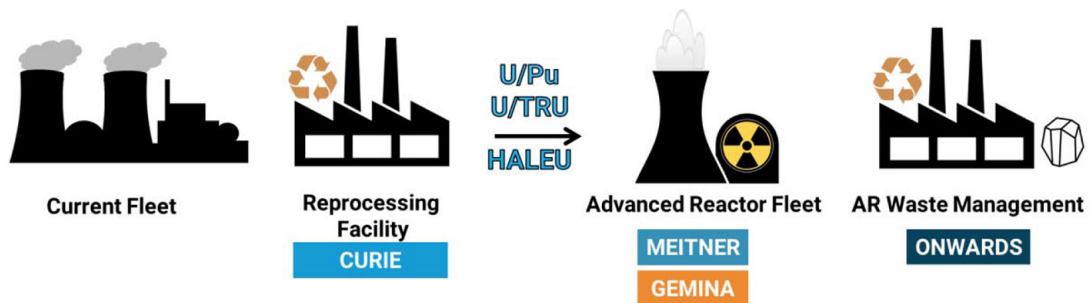 U/Pu
U/TRU
HALEU
Current Fleet
Reprocessing
Facility
CURIE
Advanced Reactor Fleet
MEITNER
GEMINA
AR Waste Management
ONWARDS